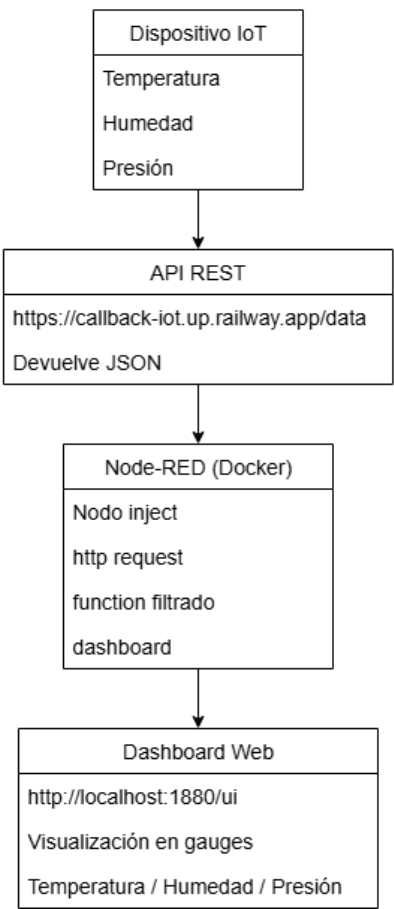 Dispositivo IoT
Temperatura
Humedad
Presión
API REST
https://callback-iot.up.railway.app/data
Devuelve JSON
Node-RED (Docker)
Nodo inject
http request
function filtrado
dashboard
Dashboard Web
http://localhost:1880/ui
Visualización en gauges
Temperatura / Humedad / Presión